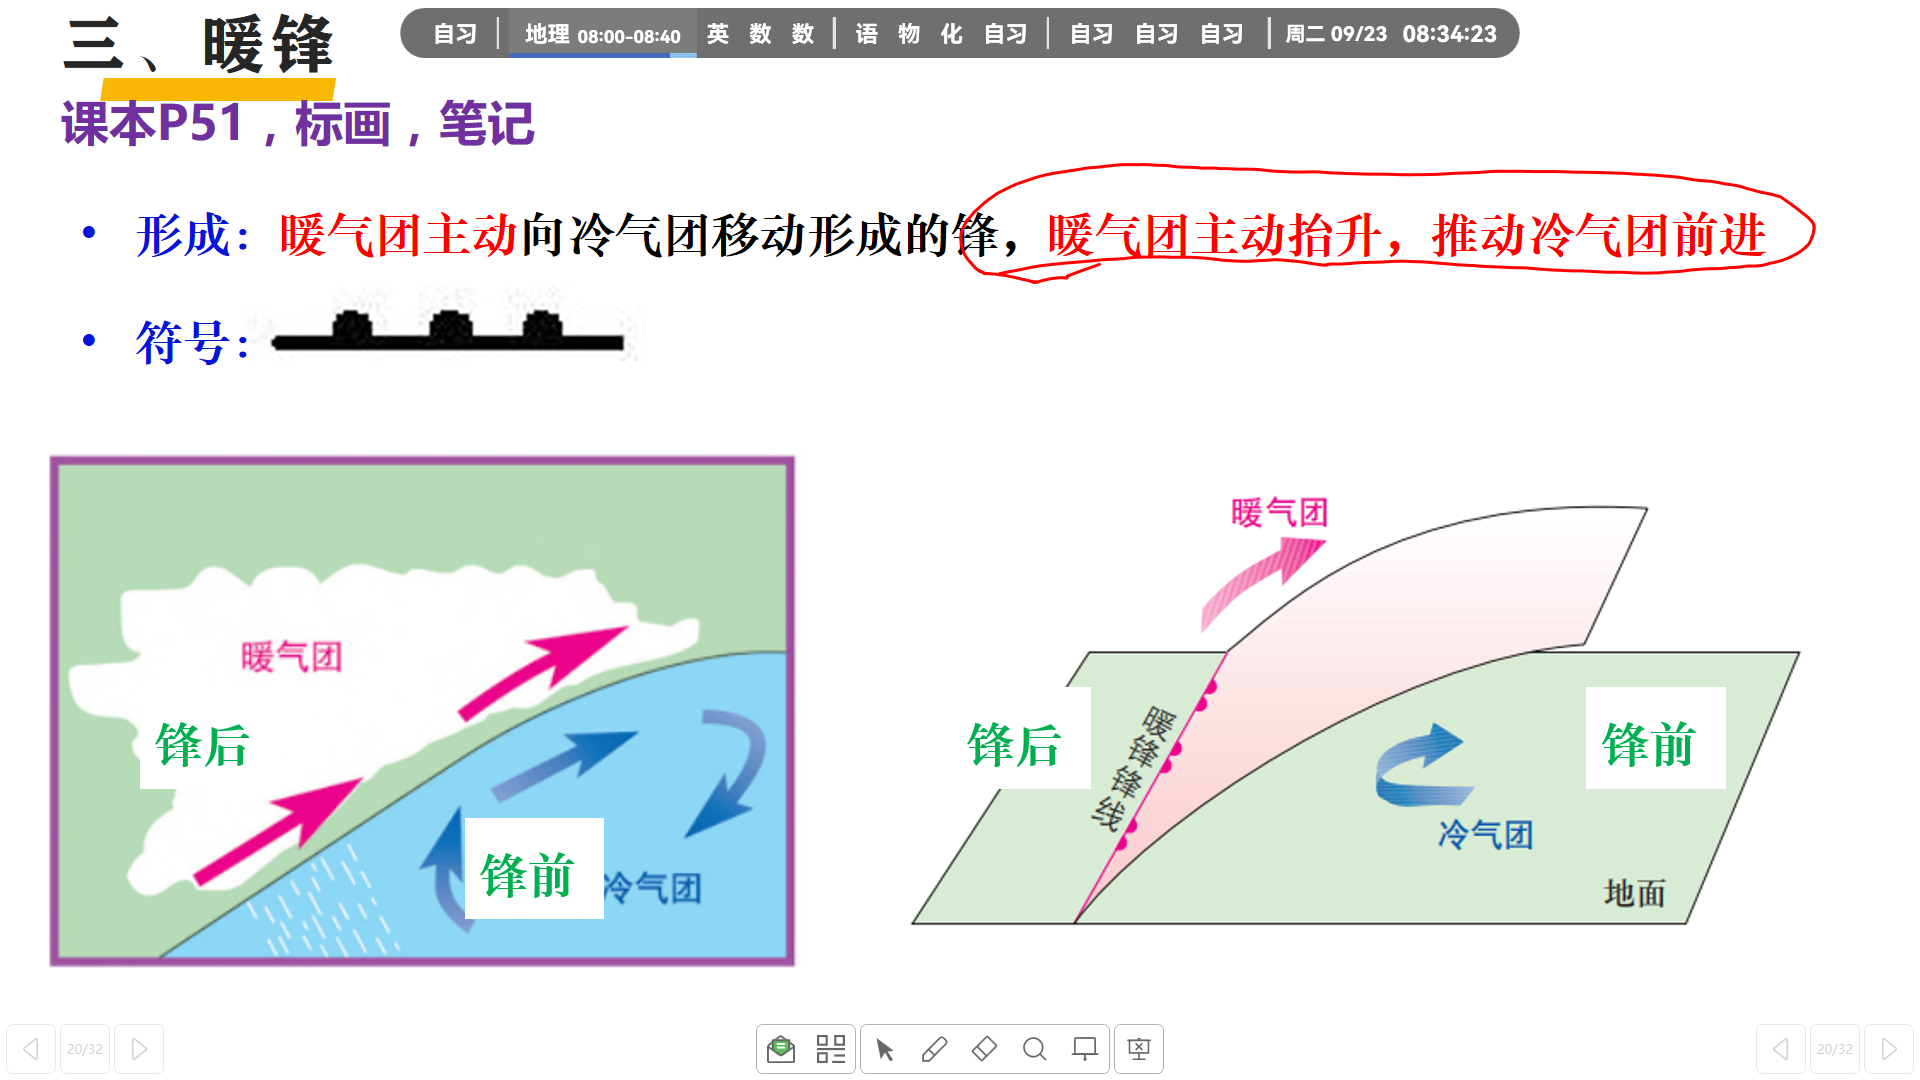 三、暖锋
自习 | 地理 08:00-08:40 英 数 数 | 语 物 化 自习 | 自习 自习 自习 | 周二 09/23 08:34:23
课本P51，标画，笔记
• 形成：暖气团主动向冷气团移动形成的锋，暖气团主动抬升，推动冷气团前进
• 符号：
暖气团
锋后
锋前
冷气团
暖气团
锋后
暖锋锋线
锋前
冷气团
地面
20/32
20/32